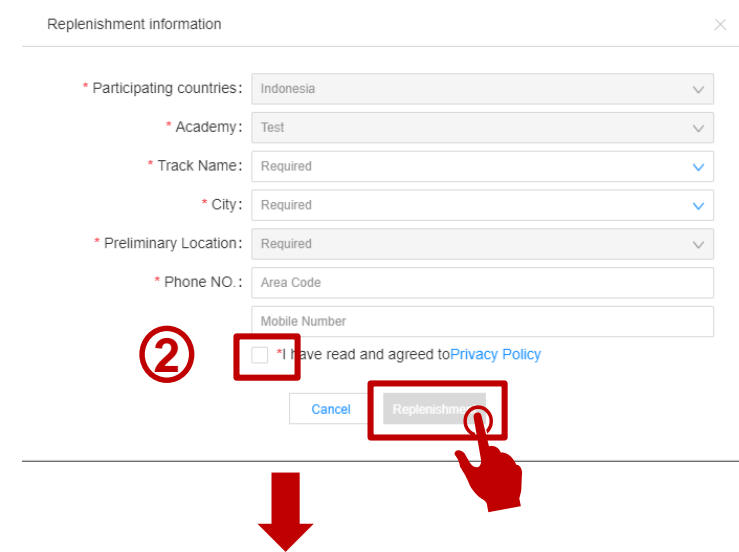 Replenishment information
* Participating countries: Indonesia
* Academy: Test
* Track Name: Required
* City: Required
* Preliminary Location: Required
* Phone NO.: Area Code
Mobile Number
② *I have read and agreed toPrivacy Policy
Cancel